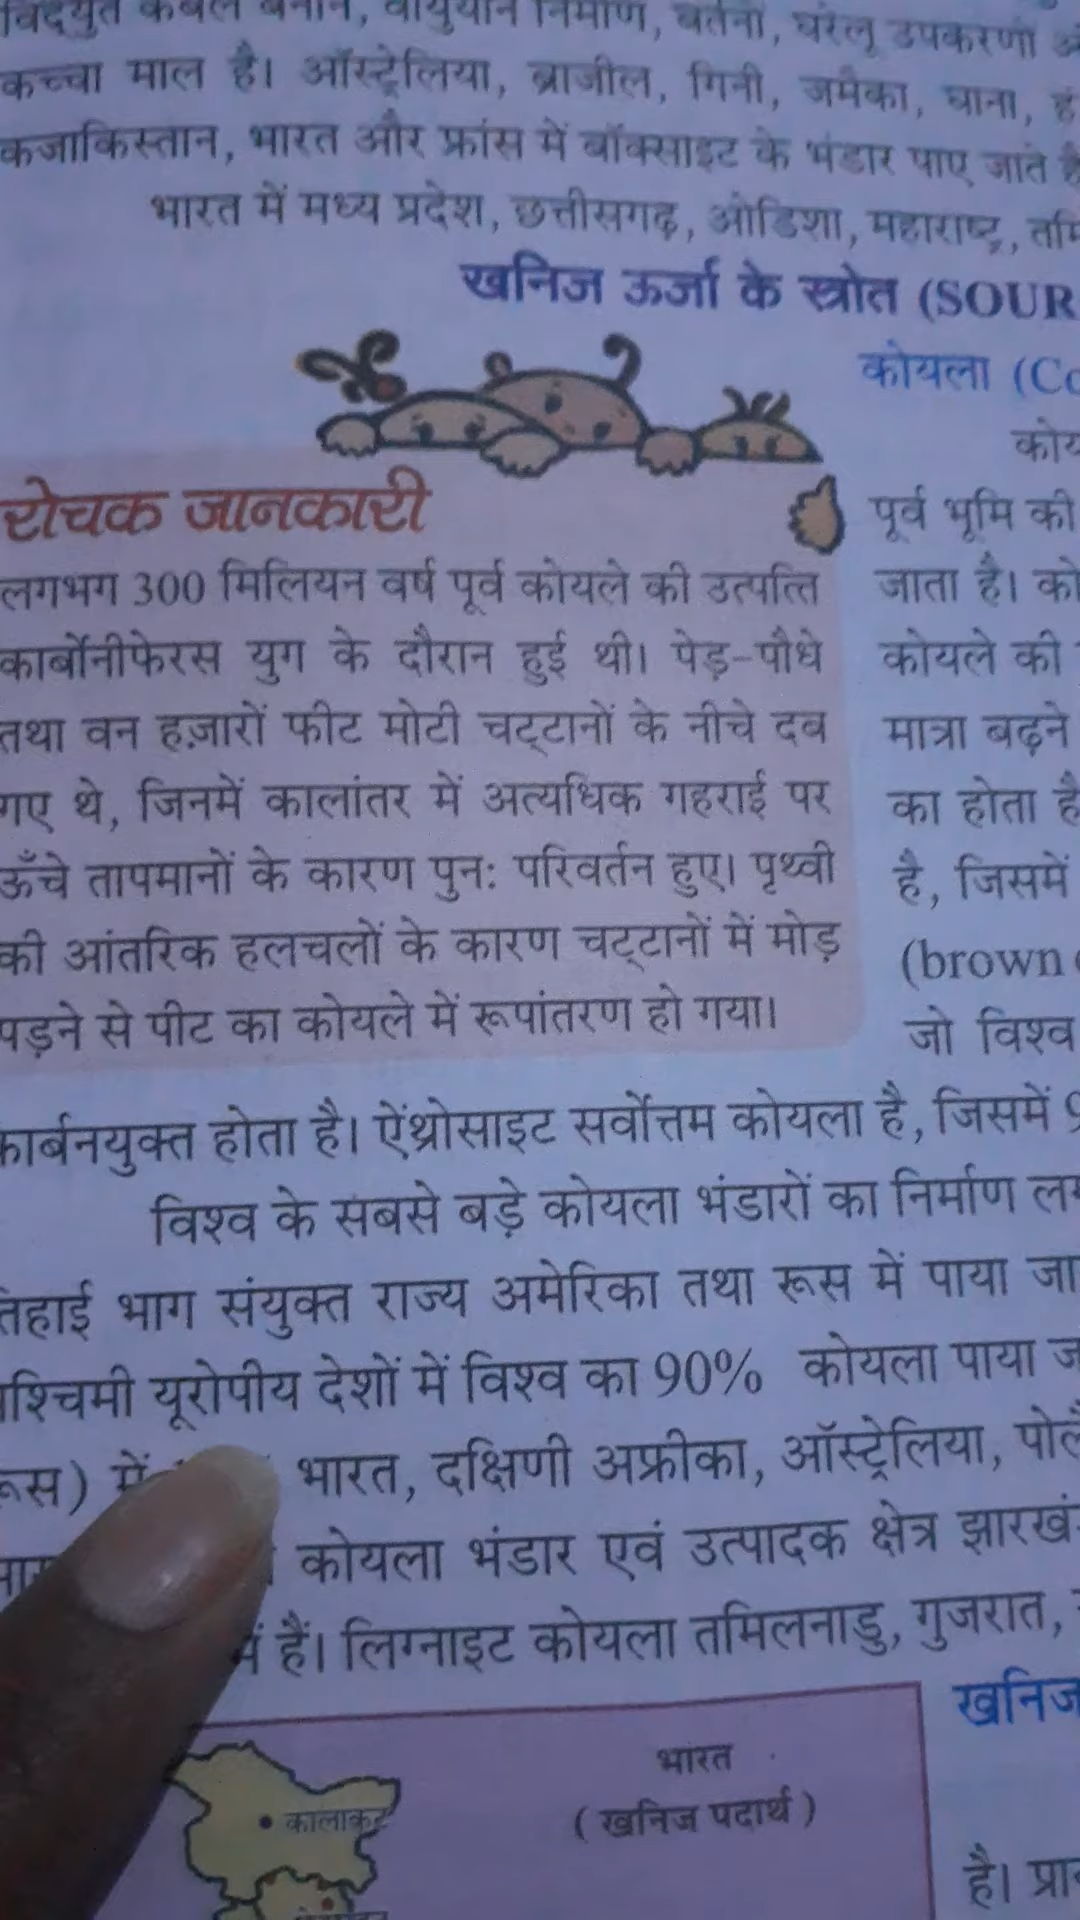 विद्युत केबल बनाने, वायुयान निर्माण, बर्तनों, घरेलू उपकरणों
कच्चा माल है। ऑस्ट्रेलिया, ब्राजील, गिनी, जमैका, घाना,
कजाकिस्तान, भारत और फ्रांस में बॉक्साइट के भंडार पाए जाते
भारत में मध्य प्रदेश, छत्तीसगढ़, ओडिशा, महाराष्ट्र,
खनिज ऊर्जा के स्त्रोत (SOUR
कोयला (Co
रोचक जानकारी
लगभग 300 मिलियन वर्ष पूर्व कोयले की उत्पत्ति
कार्बोनीफेरस युग के दौरान हुई थी। पेड़-पौधे
तथा वन हज़ारों फीट मोटी चट्टानों के नीचे दब
गए थे, जिनमें कालांतर में अत्यधिक गहराई पर
ऊँचे तापमानों के कारण पुनः परिवर्तन हुए। पृथ्वी
की आंतरिक हलचलों के कारण चट्टानों में मोड़
पड़ने से पीट का कोयले में रूपांतरण हो गया।
कोय
पूर्व भूमि की
जाता है। को
कोयले की
मात्रा बढ़ने
का होता है
है, जिसमें
(brown
जो विश्व
कार्बनयुक्त होता है। ऐंथ्रोसाइट सर्वोत्तम कोयला है, जिसमें
विश्व के सबसे बड़े कोयला भंडारों का निर्माण
तिहाई भाग संयुक्त राज्य अमेरिका तथा रूस में पाया जा
पश्चिमी यूरोपीय देशों में विश्व का 90% कोयला पाया
रूस) में भारत, दक्षिणी अफ्रीका, ऑस्ट्रेलिया,
कोयला भंडार एवं उत्पादक क्षेत्र झारखं
में हैं। लिग्नाइट कोयला तमिलनाडु, गुजरात,
खनिज
भारत
(खनिज पदार्थ)
कालाकट
है। प्रा